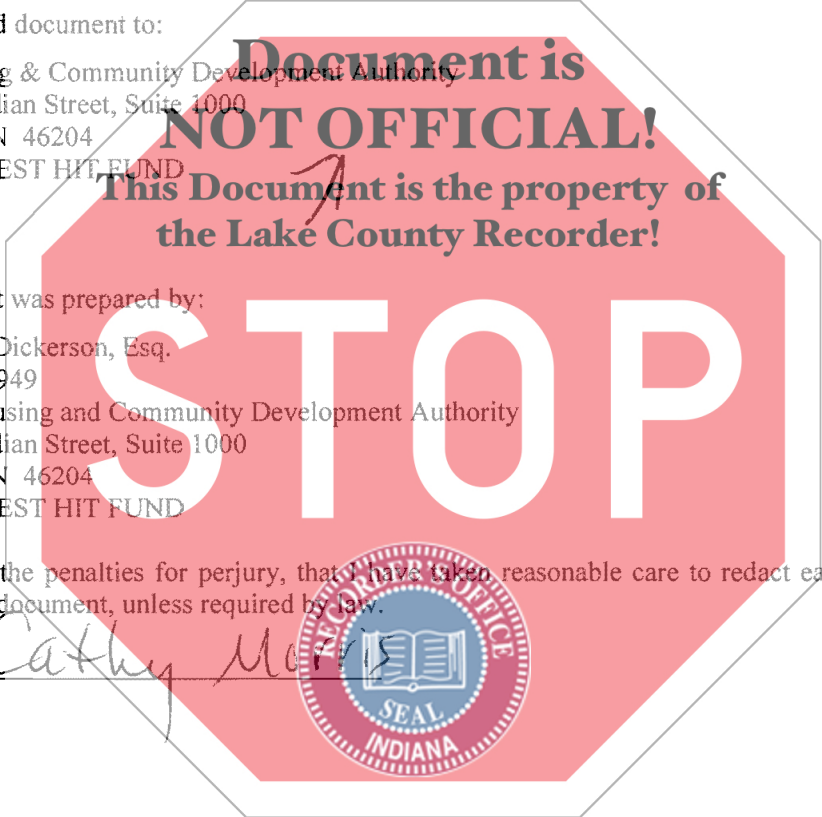 d document to:
Document is
g & Community Development Authority
dian Street, Suite 1000
NOT OFFICIAL!
N 46204
EST HIT FUND
This Document is the property of
the Lake County Recorder!
t was prepared by:
Dickerson, Esq.
949
STOP
using and Community Development Authority
dian Street, Suite 1000
N 46204
EST HIT FUND
the penalties for perjury, that I have taken reasonable care to redact ea
document, unless required by law.
Cathy Morris
RECORDER'S OFFICE
SEAL
INDIANA